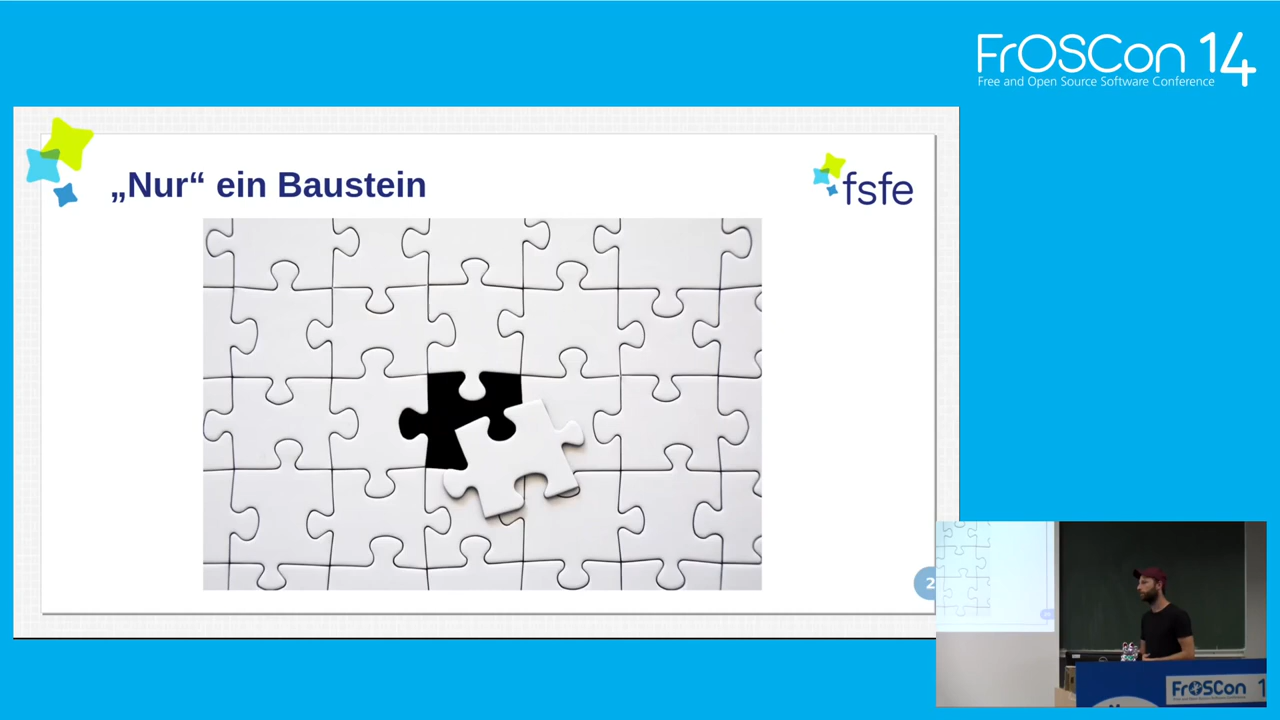 FrOSCon 14
Free and Open Source Software Conference
„Nur“ ein Baustein
fsfe
2
FrOSCon 1